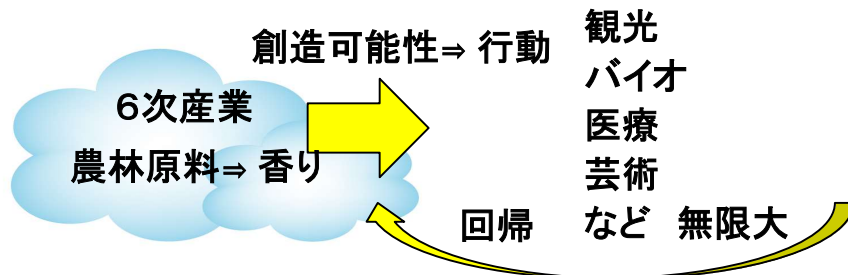 創造可能性⇒ 行動
6次産業
農林原料⇒ 香り
観光
バイオ
医療
芸術
など 無限大
回帰